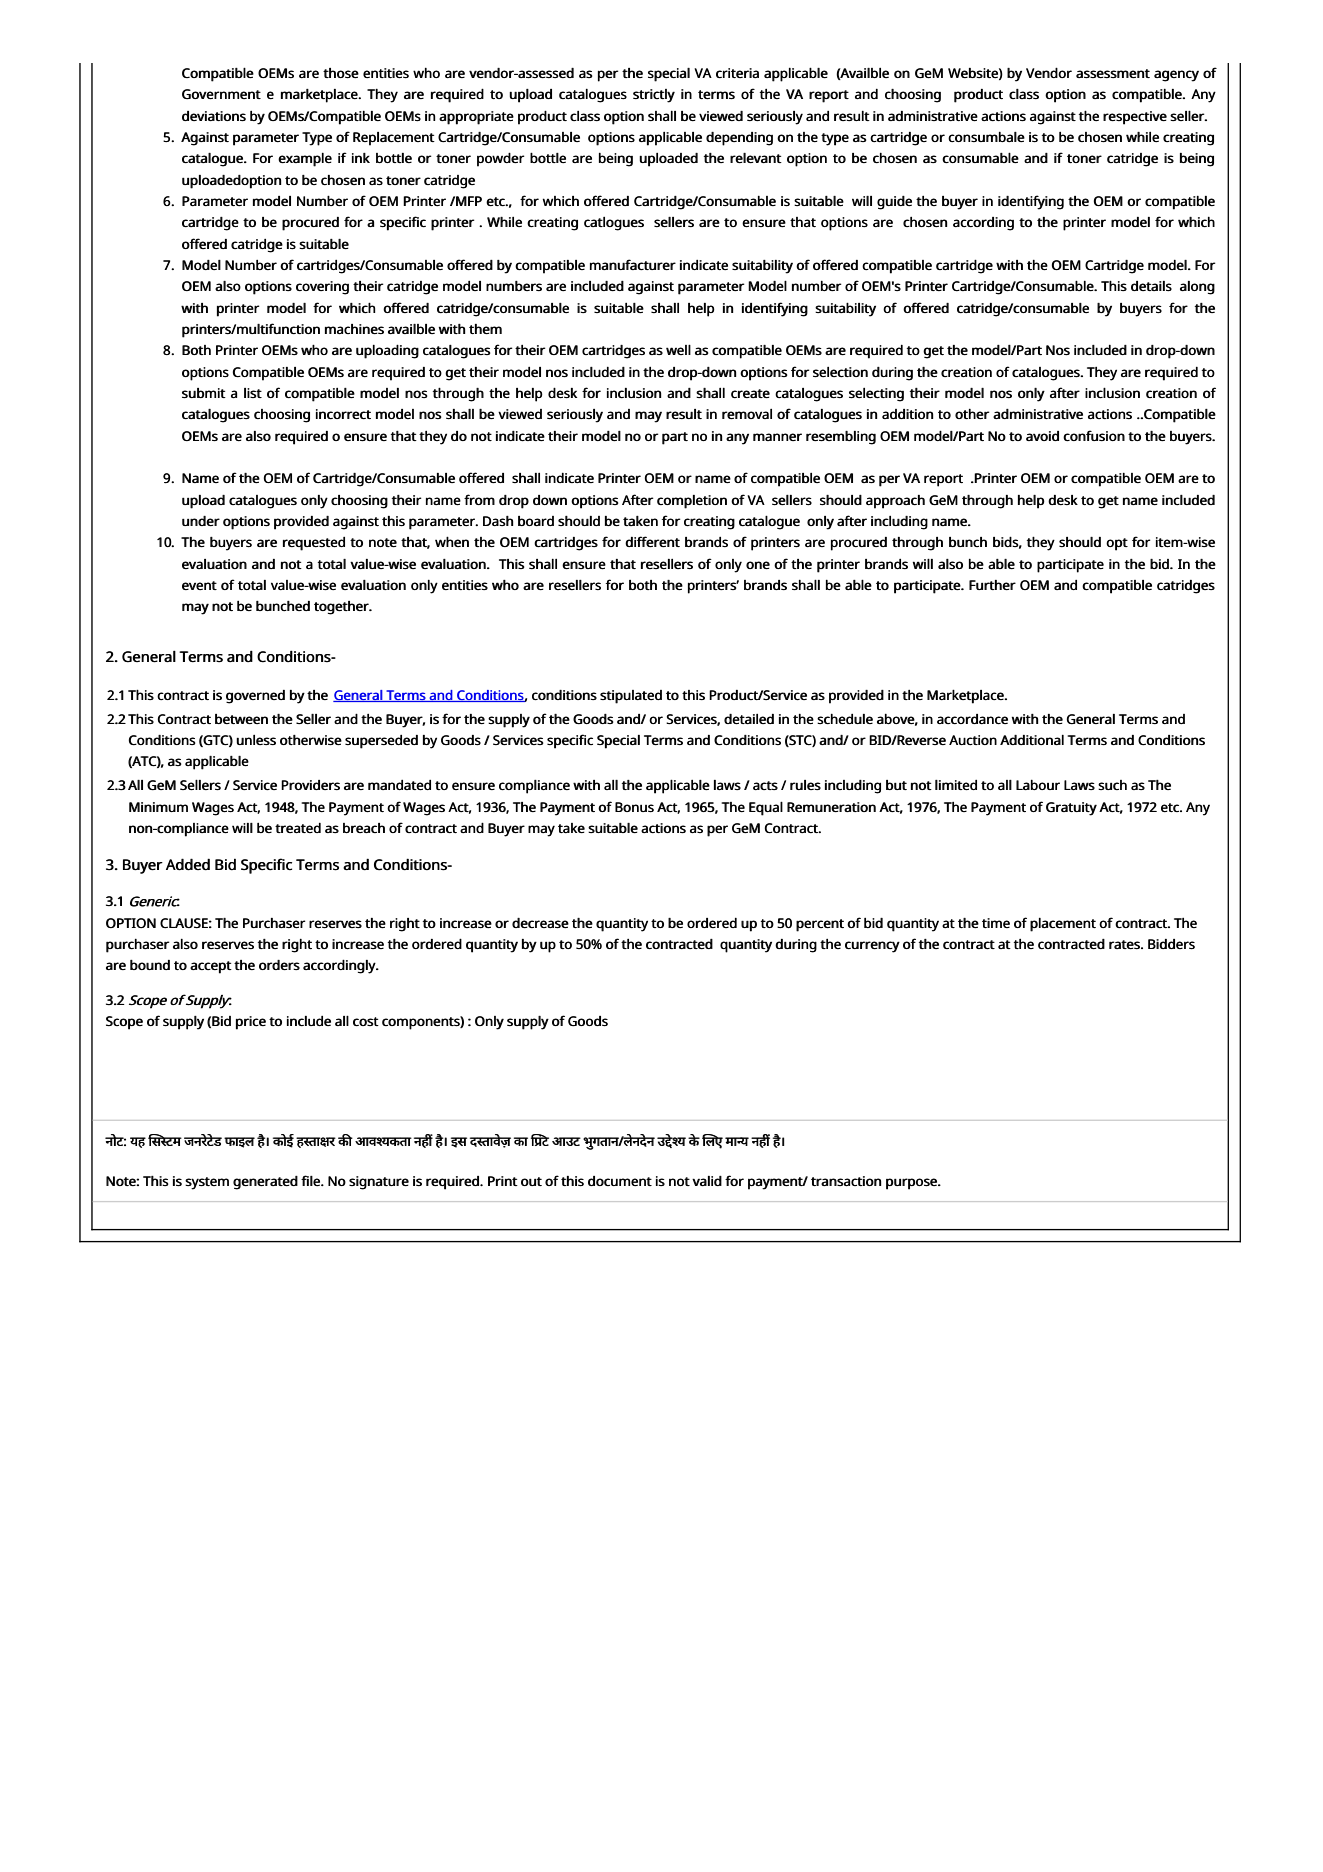 Compatible OEMs are those entities who are vendor-assessed as per the special VA criteria applicable (Availble on GeM Website) by Vendor assessment agency of
Government e marketplace. They are required to upload catalogues strictly in terms of the VA report and choosing product class option as compatible. Any
deviations by OEMs/Compatible OEMs in appropriate product class option shall be viewed seriously and result in administrative actions against the respective seller.
5. Against parameter Type of Replacement Cartridge/Consumable options applicable depending on the type as cartridge or consumbale is to be chosen while creating
catalogue. For example if ink bottle or toner powder bottle are being uploaded the relevant option to be chosen as consumable and if toner catridge is being
uploadedoption to be chosen as toner catridge
6. Parameter model Number of OEM Printer /MFP etc., for which offered Cartridge/Consumable is suitable will guide the buyer in identifying the OEM or compatible
cartridge to be procured for a specific printer . While creating catlogues sellers are to ensure that options are chosen according to the printer model for which
offered catridge is suitable
7. Model Number of cartridges/Consumable offered by compatible manufacturer indicate suitability of offered compatible cartridge with the OEM Cartridge model. For
OEM also options covering their catridge model numbers are included against parameter Model number of OEM's Printer Cartridge/Consumable. This details along
with printer model for which offered catridge/consumable is suitable shall help in identifying suitability of offered catridge/consumable by buyers for the
printers/multifunction machines availble with them
8. Both Printer OEMs who are uploading catalogues for their OEM cartridges as well as compatible OEMs are required to get the model/Part Nos included in drop-down
options Compatible OEMs are required to get their model nos included in the drop-down options for selection during the creation of catalogues. They are required to
submit a list of compatible model nos through the help desk for inclusion and shall create catalogues selecting their model nos only after inclusion creation of
catalogues choosing incorrect model nos shall be viewed seriously and may result in removal of catalogues in addition to other administrative actions ..Compatible
OEMs are also required o ensure that they do not indicate their model no or part no in any manner resembling OEM model/Part No to avoid confusion to the buyers.
9. Name of the OEM of Cartridge/Consumable offered shall indicate Printer OEM or name of compatible OEM as per VA report .Printer OEM or compatible OEM are to
upload catalogues only choosing their name from drop down options After completion of VA sellers should approach GeM through help desk to get name included
under options provided against this parameter. Dash board should be taken for creating catalogue only after including name.
10. The buyers are requested to note that, when the OEM cartridges for different brands of printers are procured through bunch bids, they should opt for item-wise
evaluation and not a total value-wise evaluation. This shall ensure that resellers of only one of the printer brands will also be able to participate in the bid. In the
event of total value-wise evaluation only entities who are resellers for both the printers’ brands shall be able to participate. Further OEM and compatible catridges
may not be bunched together.
2. General Terms and Conditions-
2.1 This contract is governed by the General Terms and Conditions, conditions stipulated to this Product/Service as provided in the Marketplace.
2.2 This Contract between the Seller and the Buyer, is for the supply of the Goods and/ or Services, detailed in the schedule above, in accordance with the General Terms and
Conditions (GTC) unless otherwise superseded by Goods / Services specific Special Terms and Conditions (STC) and/ or BID/Reverse Auction Additional Terms and Conditions
(ATC), as applicable
2.3 All GeM Sellers / Service Providers are mandated to ensure compliance with all the applicable laws / acts / rules including but not limited to all Labour Laws such as The
Minimum Wages Act, 1948, The Payment of Wages Act, 1936, The Payment of Bonus Act, 1965, The Equal Remuneration Act, 1976, The Payment of Gratuity Act, 1972 etc. Any
non-compliance will be treated as breach of contract and Buyer may take suitable actions as per GeM Contract.
3. Buyer Added Bid Specific Terms and Conditions-
3.1 Generic:
OPTION CLAUSE: The Purchaser reserves the right to increase or decrease the quantity to be ordered up to 50 percent of bid quantity at the time of placement of contract. The
purchaser also reserves the right to increase the ordered quantity by up to 50% of the contracted quantity during the currency of the contract at the contracted rates. Bidders
are bound to accept the orders accordingly.
3.2 Scope of Supply:
Scope of supply (Bid price to include all cost components) : Only supply of Goods
नोट: यह सिस्टम जनरेटेड फाइल है। कोई हस्ताक्षर की आवश्यकता नहीं है। इस दस्तावेज़ का प्रिंट आउट भुगतान/लेनदेन उद्देश्य के लिए मान्य नहीं है।
Note: This is system generated file. No signature is required. Print out of this document is not valid for payment/ transaction purpose.